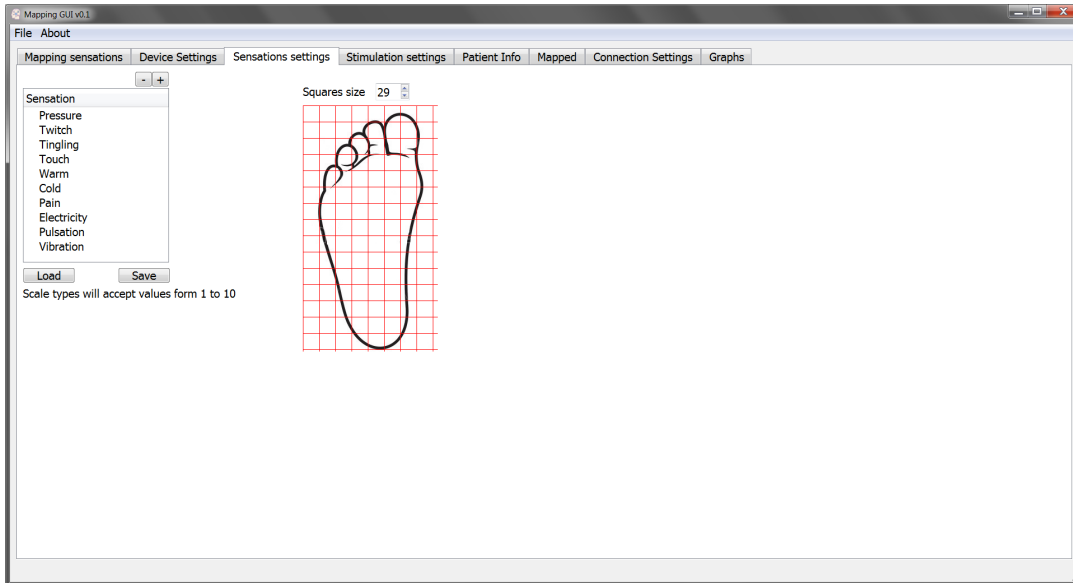 Mapping GUI v0.1
File About
Mapping sensations Device Settings Sensations settings Stimulation settings Patient Info Mapped Connection Settings Graphs
- +
Squares size 29
Sensation
Pressure
Twitch
Tingling
Touch
Warm
Cold
Pain
Electricity
Pulsation
Vibration
Load Save
Scale types will accept values form 1 to 10